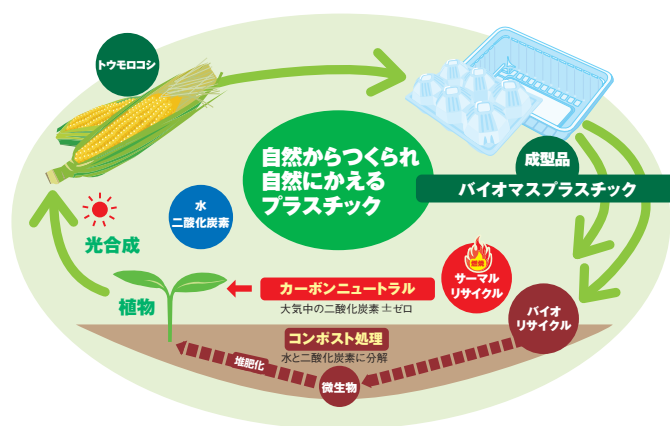 トウモロコシ
自然からつくられ
自然にかえる
プラスチック
成型品
バイオマスプラスチック
水
二酸化炭素
光合成
植物
燃焼
サーマル
リサイクル
カーボンニュートラル
大気中の二酸化炭素±ゼロ
バイオ
リサイクル
コンポスト処理
水と二酸化炭素に分解
堆肥化
微生物